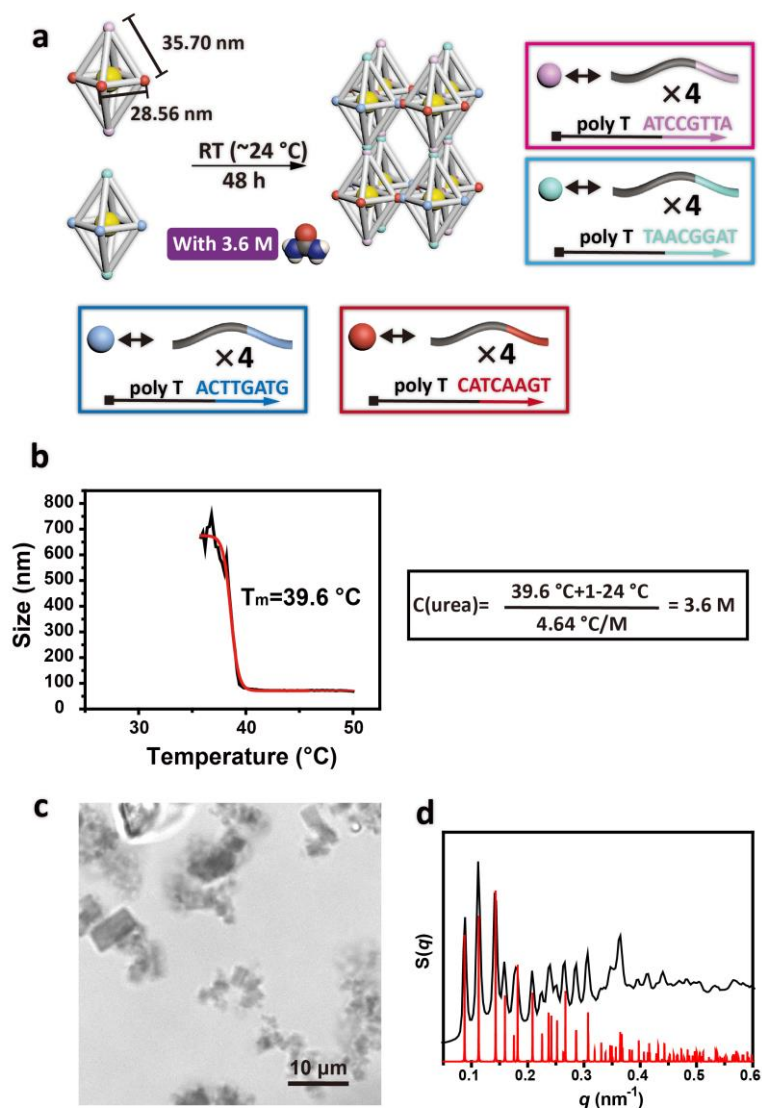 a
35.70 nm
28.56 nm
RT (~24 °C)
48 h
With 3.6 M
×4
poly T ATCCGTTA
×4
poly T TAACGGAT
×4
poly T ACTTGATG
×4
poly T CATCAAGT
b
800
700
600
500
400
300
200
100
0
Size (nm)
30 40 50
Temperature (°C)
Tm=39.6 °C
C(urea)= 39.6 °C+1-24 °C = 3.6 M
4.64 °C/M
c
10 µm
d
S(q)
0.1 0.2 0.3 0.4 0.5 0.6
q (nm⁻¹)